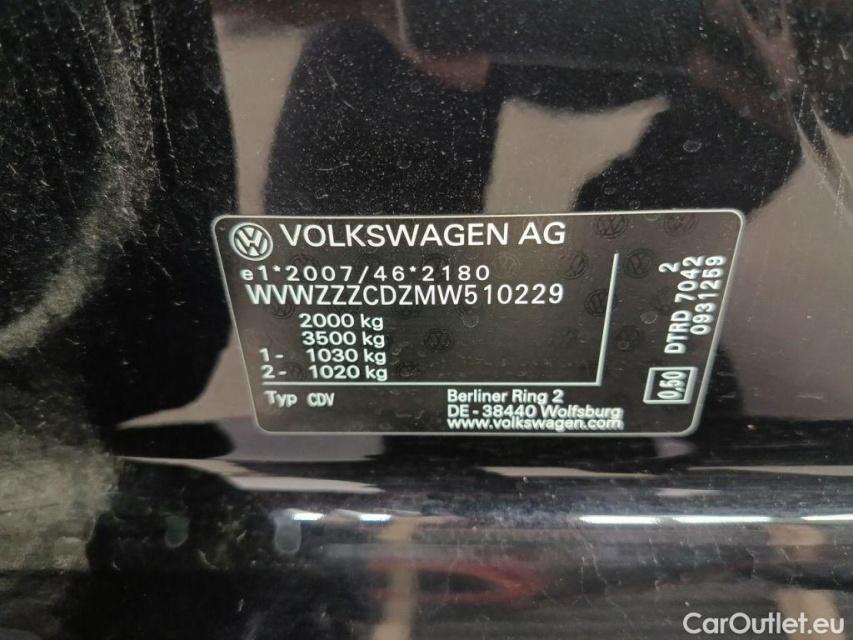 VOLKSWAGEN AG
e1*2007/46*2180
WVWZZZCDZMW510229
2000 kg
3500 kg
1- 1030 kg
2- 1020 kg
Typ CDV
Berliner Ring 2
DE-38440 Wolfsburg
www.volkswagen.com
2
DTRD 7042
0931259
0.50
CarOutlet.eu